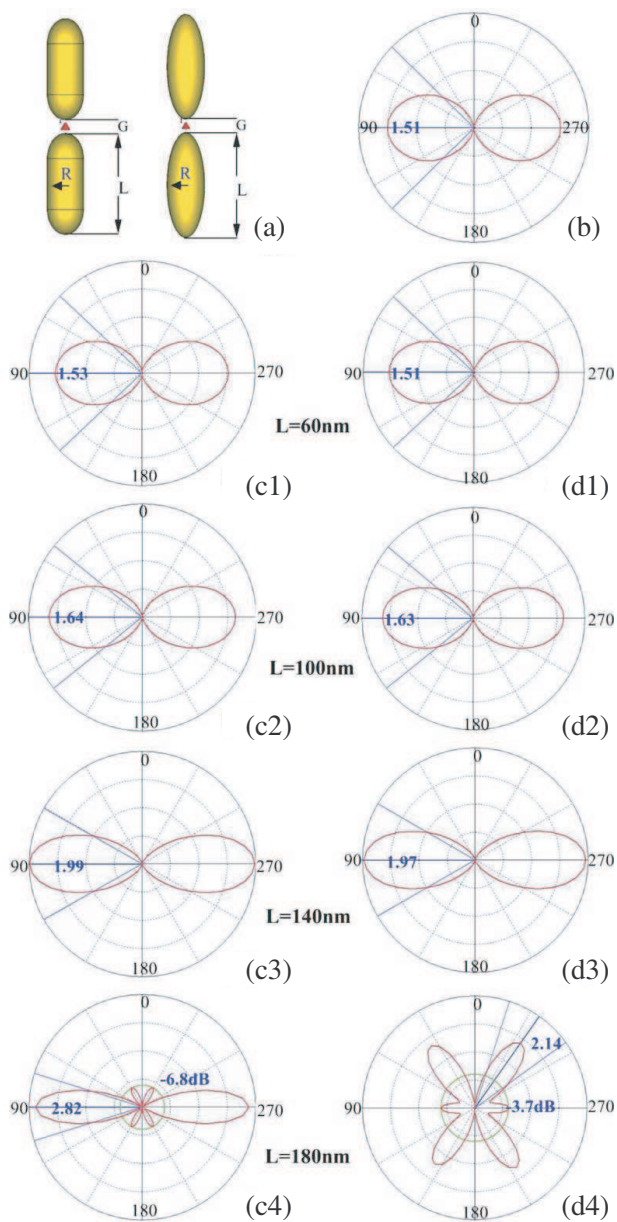 G
L
R
(a)
G
L
R
90
1.51
270
180
(b)
0
90
1.53
270
180
(c1)
0
90
1.51
270
180
(d1)
L=60nm
0
90
1.64
270
180
(c2)
0
90
1.63
270
180
(d2)
L=100nm
0
90
1.99
270
180
(c3)
0
90
1.97
270
180
(d3)
L=140nm
0
-6.8dB
90
2.82
270
180
(c4)
0
2.14
90
-3.7dB
270
180
(d4)
L=180nm